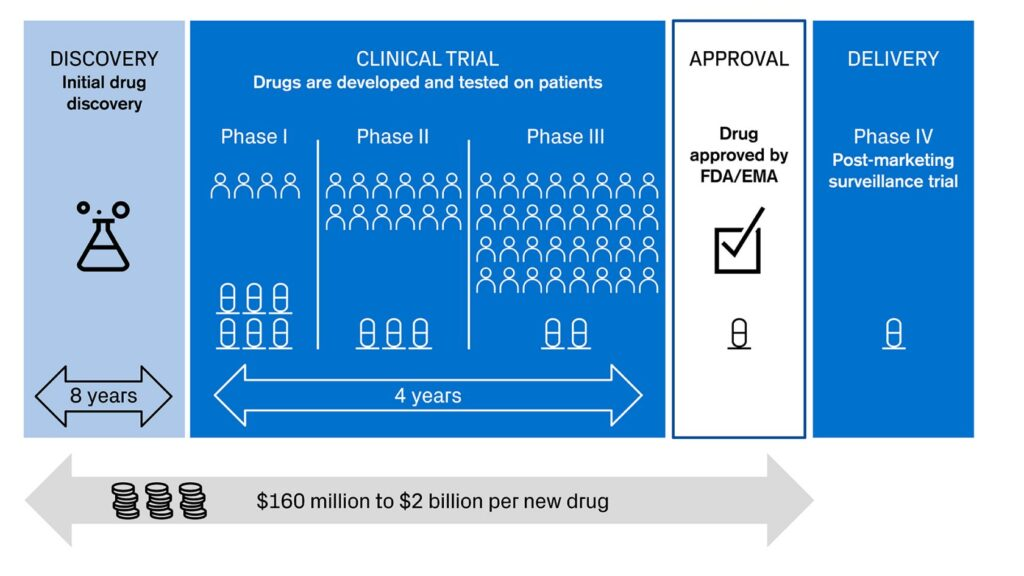 DISCOVERY
Initial drug
discovery
8 years
CLINICAL TRIAL
Drugs are developed and tested on patients
Phase I
Phase II
Phase III
4 years
APPROVAL
Drug
approved by
FDA/EMA
DELIVERY
Phase IV
Post-marketing
surveillance trial
$160 million to $2 billion per new drug